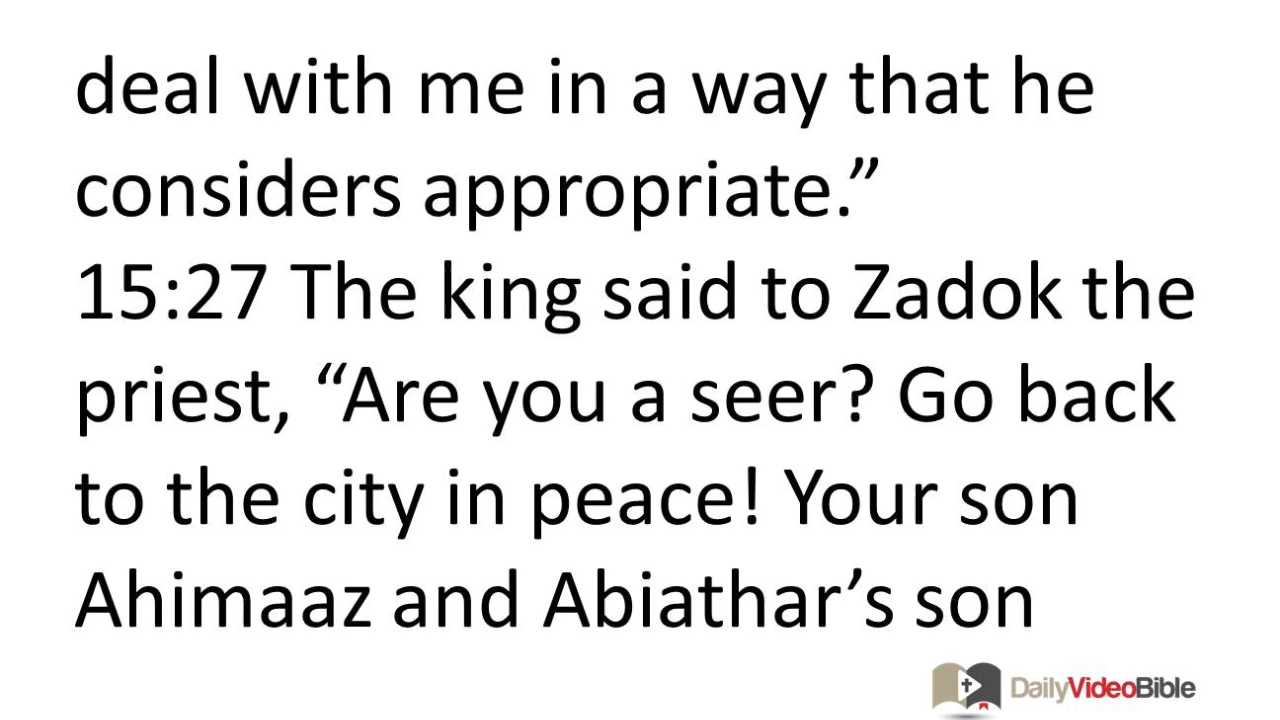 deal with me in a way that he
considers appropriate.”
15:27 The king said to Zadok the
priest, “Are you a seer? Go back
to the city in peace! Your son
Ahimaaz and Abiathar’s son
DailyVideoBible